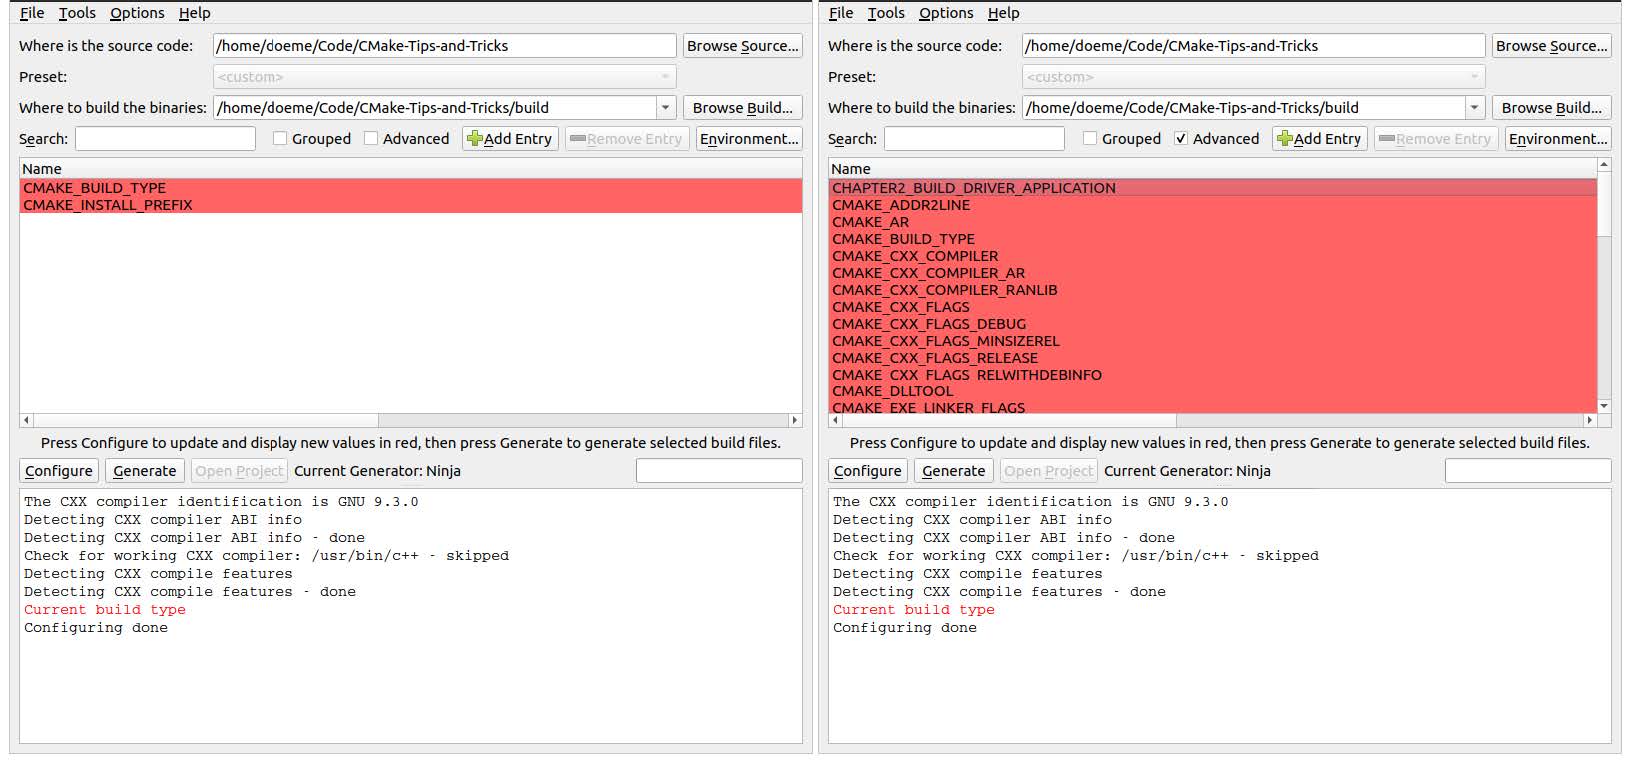 File Tools Options Help
Where is the source code: /home/doeme/Code/CMake-Tips-and-Tricks Browse Source...
Preset: <custom>
Where to build the binaries: /home/doeme/Code/CMake-Tips-and-Tricks/build Browse Build...
Search: Grouped Advanced Add Entry Remove Entry Environment...
Name
CMAKE_BUILD_TYPE
CMAKE_INSTALL_PREFIX
Press Configure to update and display new values in red, then press Generate to generate selected build files.
Configure Generate Open Project Current Generator: Ninja
The CXX compiler identification is GNU 9.3.0
Detecting CXX compiler ABI info
Detecting CXX compiler ABI info - done
Check for working CXX compiler: /usr/bin/c++ - skipped
Detecting CXX compile features
Detecting CXX compile features - done
Current build type
Configuring done
File Tools Options Help
Where is the source code: /home/doeme/Code/CMake-Tips-and-Tricks Browse Source...
Preset: <custom>
Where to build the binaries: /home/doeme/Code/CMake-Tips-and-Tricks/build Browse Build...
Search: Grouped Advanced Add Entry Remove Entry Environment...
Name
CHAPTER2_BUILD_DRIVER_APPLICATION
CMAKE_ADDR2LINE
CMAKE_AR
CMAKE_BUILD_TYPE
CMAKE_CXX_COMPILER
CMAKE_CXX_COMPILER_AR
CMAKE_CXX_COMPILER_RANLIB
CMAKE_CXX_FLAGS
CMAKE_CXX_FLAGS_DEBUG
CMAKE_CXX_FLAGS_MINSIZEREL
CMAKE_CXX_FLAGS_RELEASE
CMAKE_CXX_FLAGS_RELWITHDEBINFO
CMAKE_DLLTOOL
CMAKE_EXE_LINKER_FLAGS
Press Configure to update and display new values in red, then press Generate to generate selected build files.
Configure Generate Open Project Current Generator: Ninja
The CXX compiler identification is GNU 9.3.0
Detecting CXX compiler ABI info
Detecting CXX compiler ABI info - done
Check for working CXX compiler: /usr/bin/c++ - skipped
Detecting CXX compile features
Detecting CXX compile features - done
Current build type
Configuring done